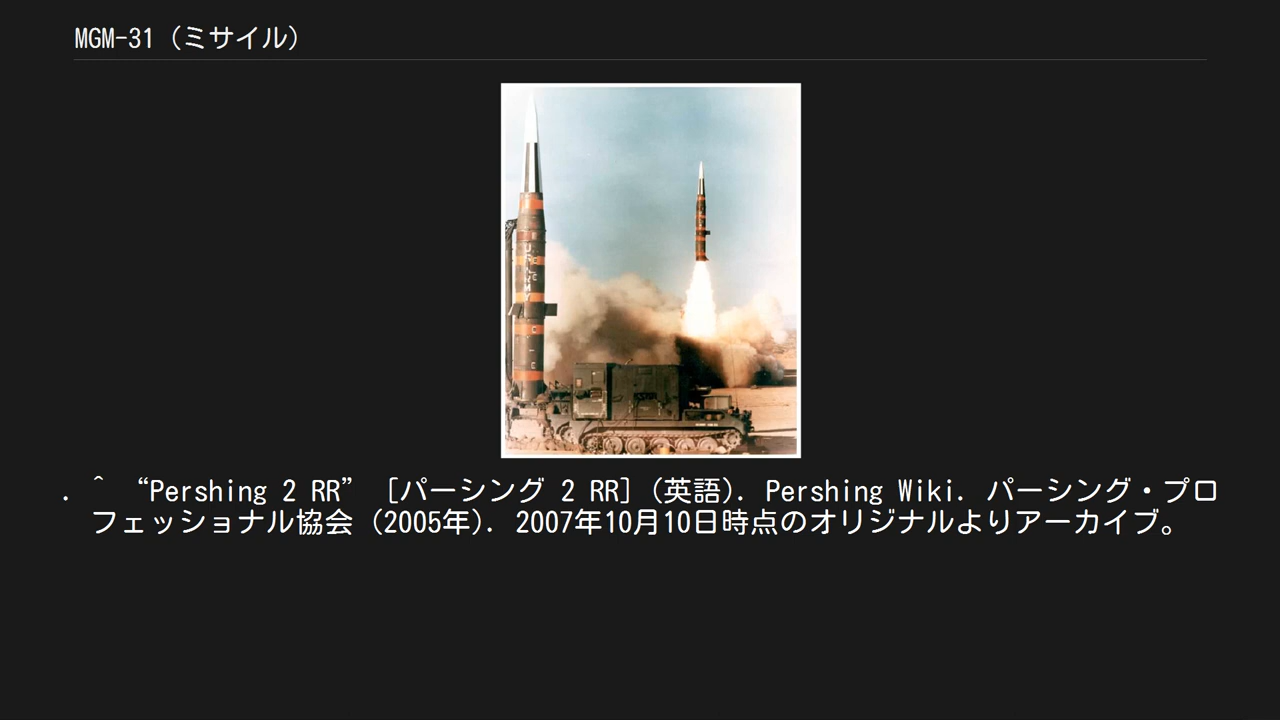 MGM-31 (ミサイル)
. ^ “Pershing 2 RR” [パーシング 2 RR] (英語). Pershing Wiki. パーシング・プロ
フェッショナル協会 (2005年). 2007年10月10日時点のオリジナルよりアーカイブ。